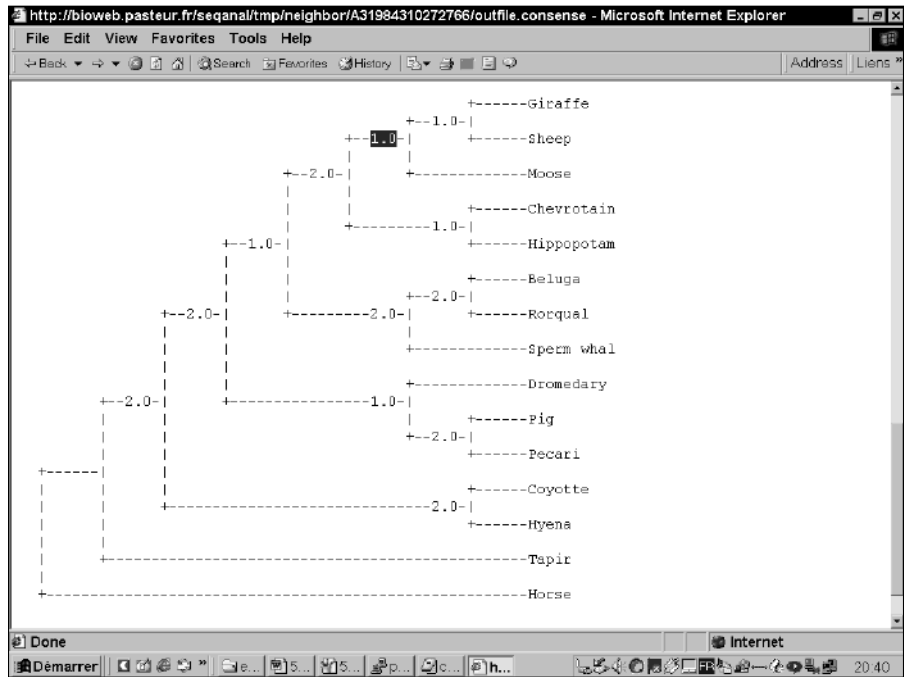 http://bioweb.pasteur.fr/seqanal/tmp/neighbor/A31984310272766/outfile.consense - Microsoft Internet Explorer
File Edit View Favorites Tools Help
Back Search Favorites History Address Liens »
+------Giraffe
+--1.0-|
+--1.0-| +------Sheep
| |
+--2.0-| +-------------Moose
| |
| | +------Chevrotain
| +---------1.0-|
+--1.0-| +------Hippopotam
| |
| | +------Beluga
| | +--2.0-|
+--2.0-| +---------2.0-| +------Rorqual
| | |
| | +-------------Sperm whal
| |
| | +-------------Dromedary
+--2.0-| +----------------1.0-|
| | | +------Pig
| | +--2.0-|
| | +------Pecari
+------| |
| | | +------Coyotte
| | +------------------------------2.0-|
| | +------Hyena
| |
| +------------------------------------------------Tapir
|
+-------------------------------------------------------Horse
Done Internet
Démarrer » e... 5... 5... p... c... h... FR 20:40